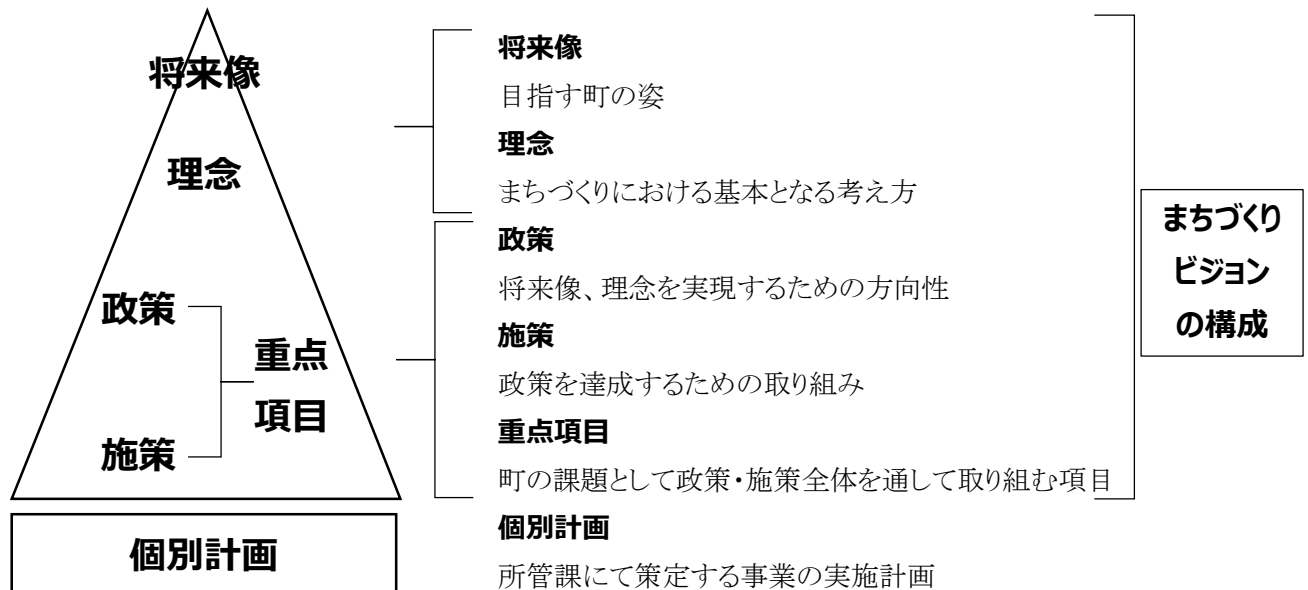 将来像
理念
政策
重点
項目
施策
個別計画
将来像
目指す町の姿
理念
まちづくりにおける基本となる考え方
政策
将来像、理念を実現するための方向性
施策
政策を達成するための取り組み
重点項目
町の課題として政策・施策全体を通して取り組む項目
個別計画
所管課にて策定する事業の実施計画
まちづくり
ビジョン
の構成